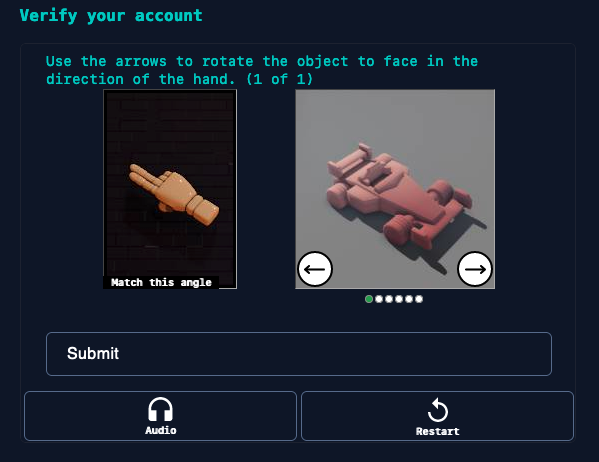 Verify your account
Use the arrows to rotate the object to face in the
direction of the hand. (1 of 1)
Match this angle
Submit
Audio
Restart